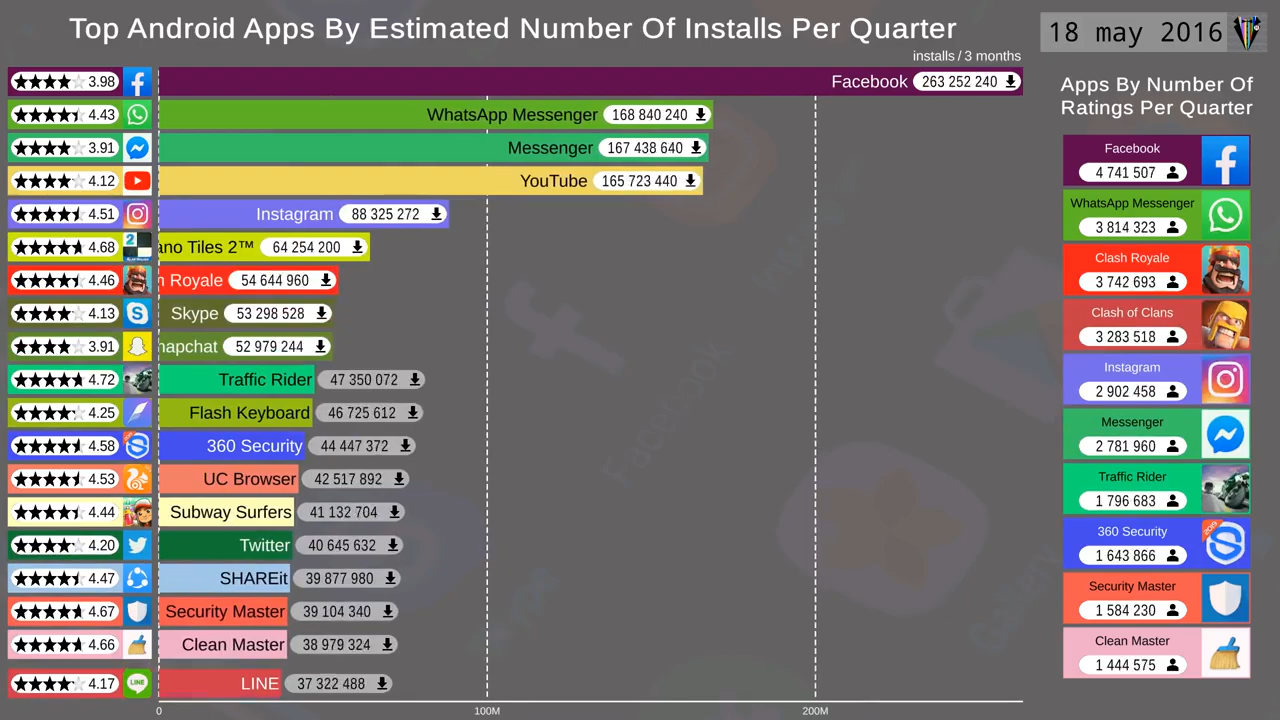 Top Android Apps By Estimated Number Of Installs Per Quarter
18 may 2016
installs / 3 months
3.98 Facebook 263 252 240
4.43 WhatsApp Messenger 168 840 240
3.91 Messenger 167 438 640
4.12 YouTube 165 723 440
4.51 Instagram 88 325 272
4.68 ano Tiles 2™ 64 254 200
4.46 n Royale 54 644 960
4.13 Skype 53 298 528
3.91 napchat 52 979 244
4.72 Traffic Rider 47 350 072
4.25 Flash Keyboard 46 725 612
4.58 360 Security 44 447 372
4.53 UC Browser 42 517 892
4.44 Subway Surfers 41 132 704
4.20 Twitter 40 645 632
4.47 SHAREit 39 877 980
4.67 Security Master 39 104 340
4.66 Clean Master 38 979 324
4.17 LINE LINE 37 322 488
0 100M 200M
Apps By Number Of
Ratings Per Quarter
Facebook
4 741 507
WhatsApp Messenger
3 814 323
Clash Royale
3 742 693
Clash of Clans
3 283 518
Instagram
2 902 458
Messenger
2 781 960
Traffic Rider
1 796 683
360 Security
1 643 866
Security Master
1 584 230
Clean Master
1 444 575
Facebook